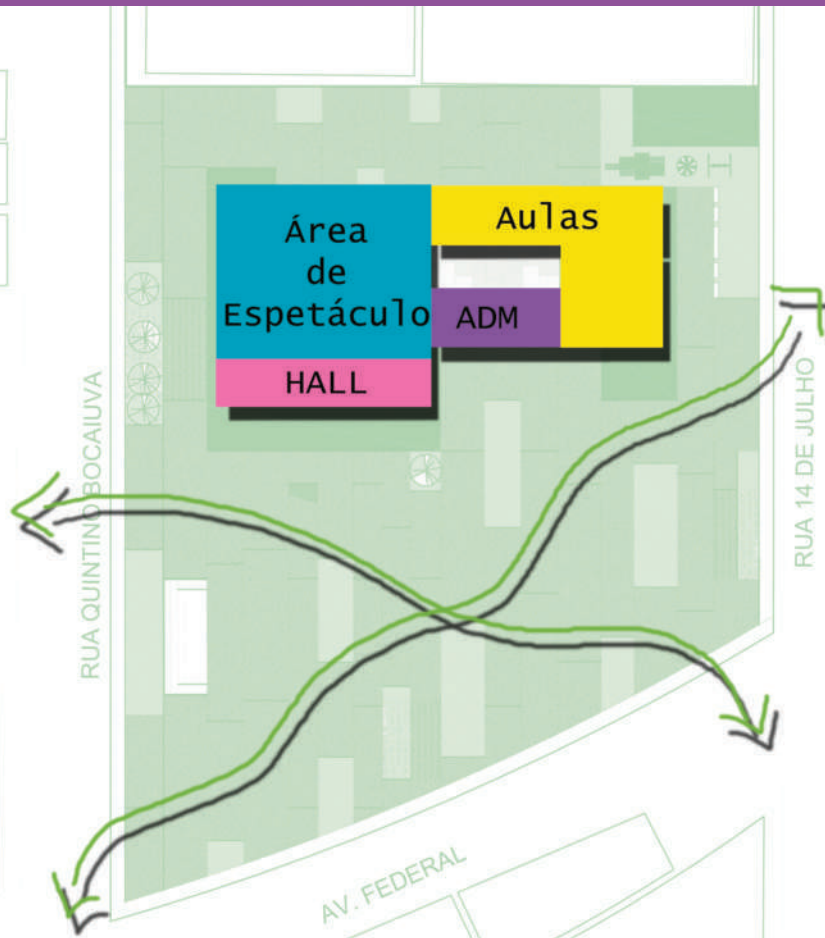 Aulas
Área
de
Espetáculo
ADM
HALL
RUA QUINTINO BOCAIUVA
RUA 14 DE JULHO
AV. FEDERAL